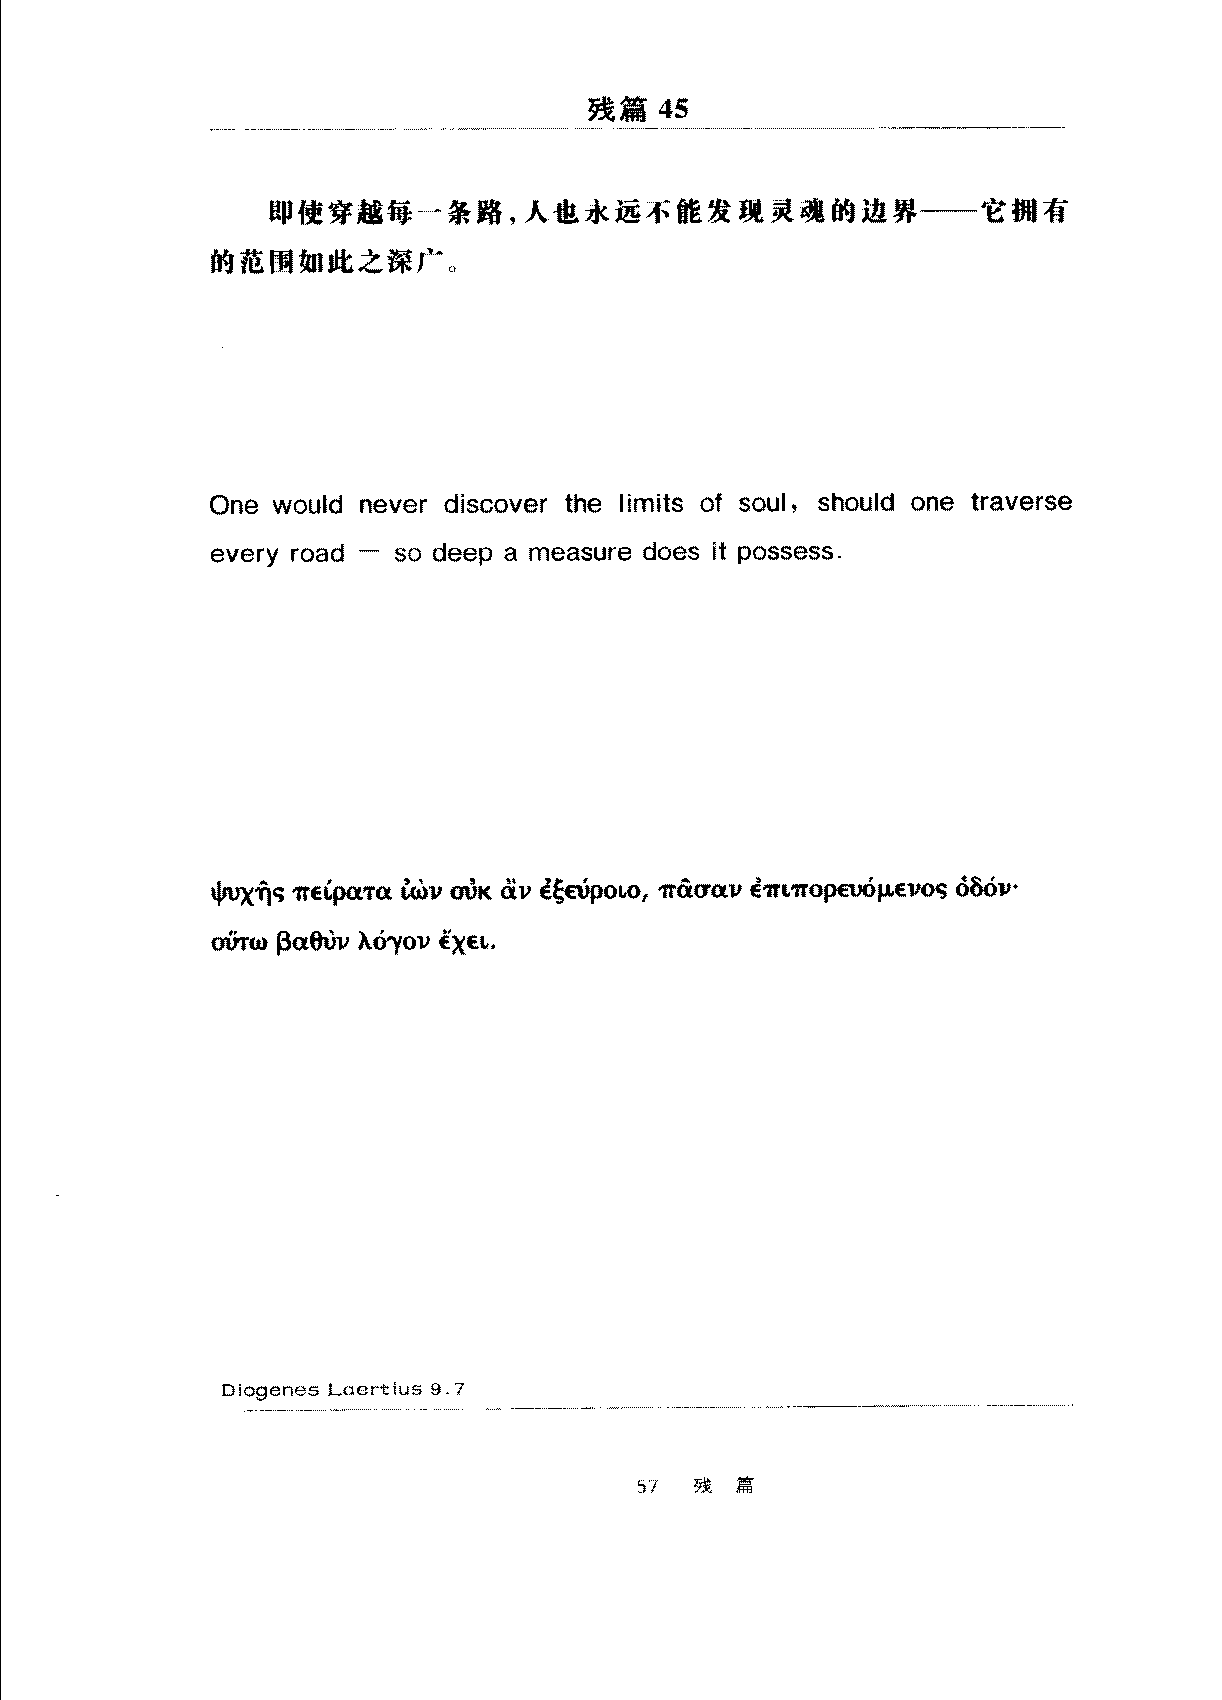 残篇 45
即使穿越每一条路,人也永远不能发现灵魂的边界——它拥有
的范围如此之深广。
One would never discover the limits of soul, should one traverse
every road — so deep a measure does it possess.
ψυχῆς πείρατα ἰὼν οὐκ ἂν ἐξεύροιο, πᾶσαν ἐπιπορευόμενος ὁδόν·
οὕτω βαθὺν λόγον ἔχει.
Diogenes Laertius 9.7
57 残 篇